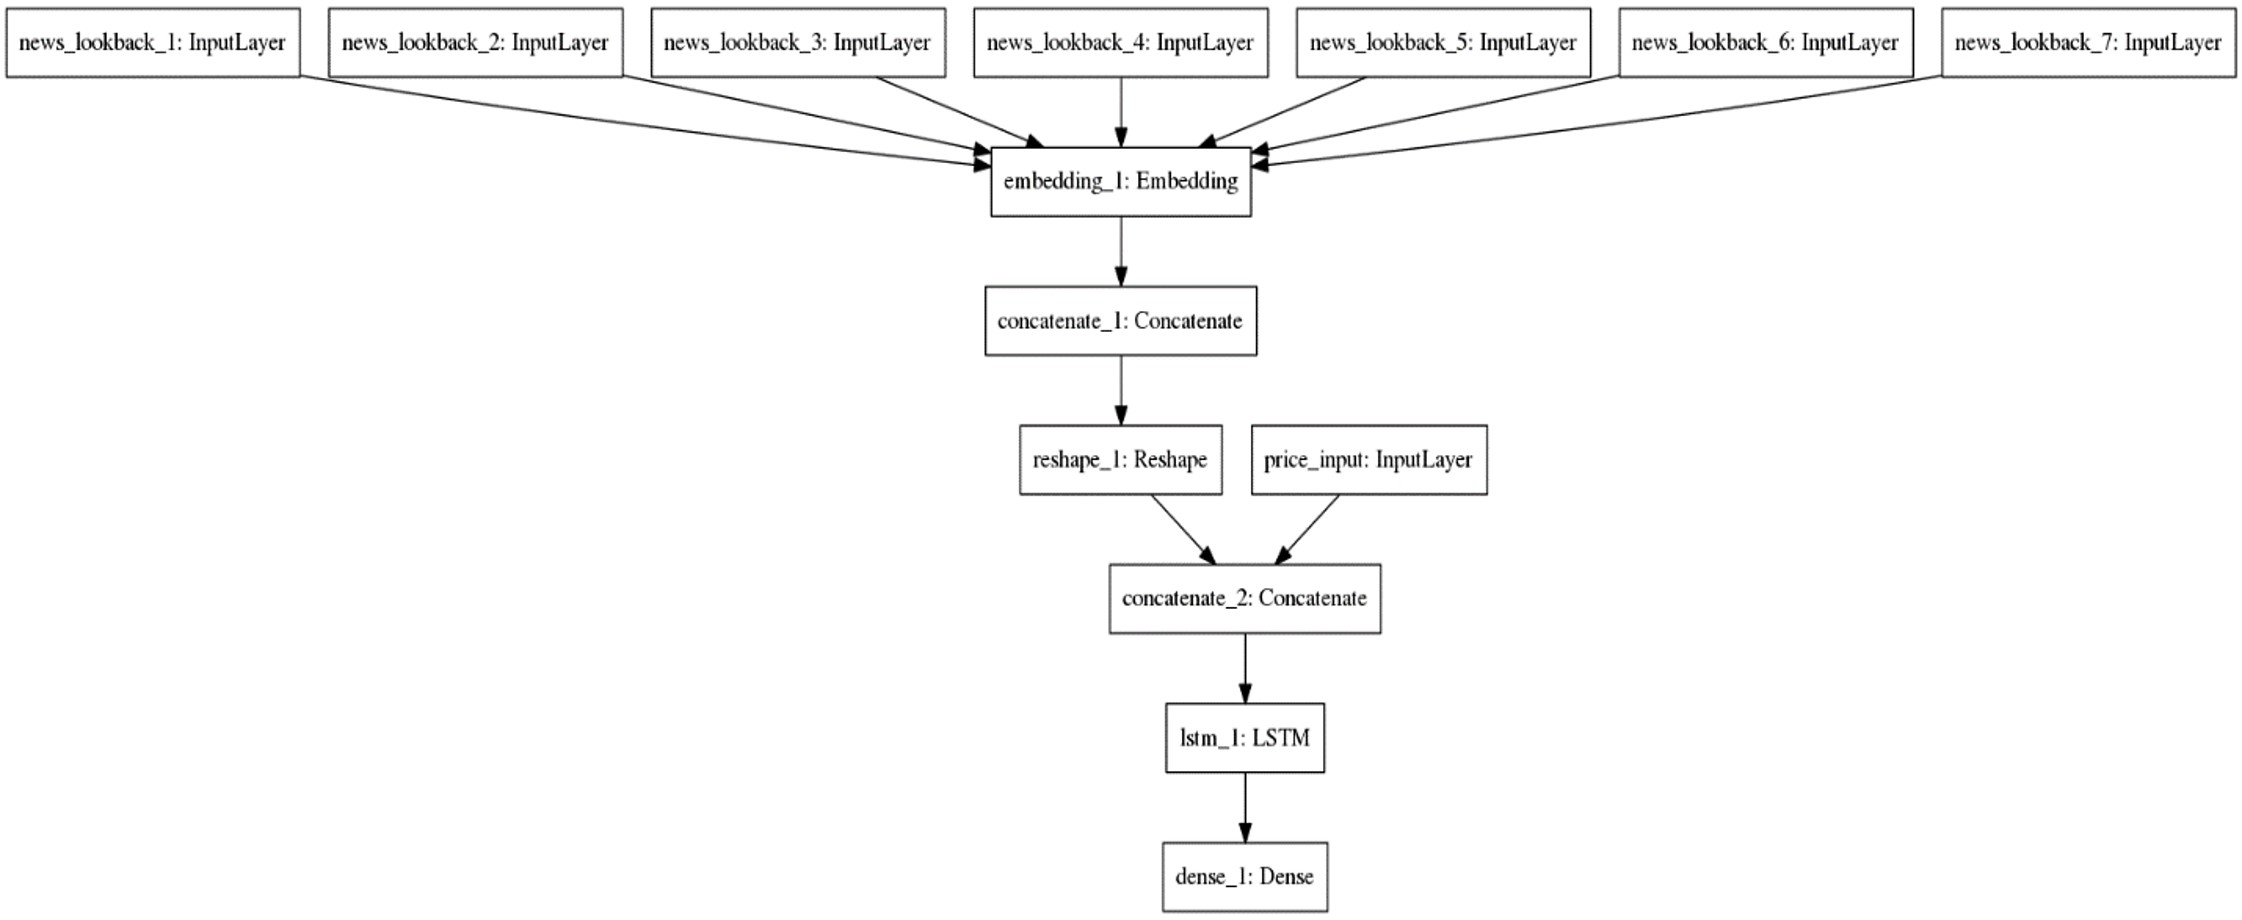 news_lookback_1: InputLayer
news_lookback_2: InputLayer
news_lookback_3: InputLayer
news_lookback_4: InputLayer
news_lookback_5: InputLayer
news_lookback_6: InputLayer
news_lookback_7: InputLayer
embedding_1: Embedding
concatenate_1: Concatenate
reshape_1: Reshape
price_input: InputLayer
concatenate_2: Concatenate
lstm_1: LSTM
dense_1: Dense